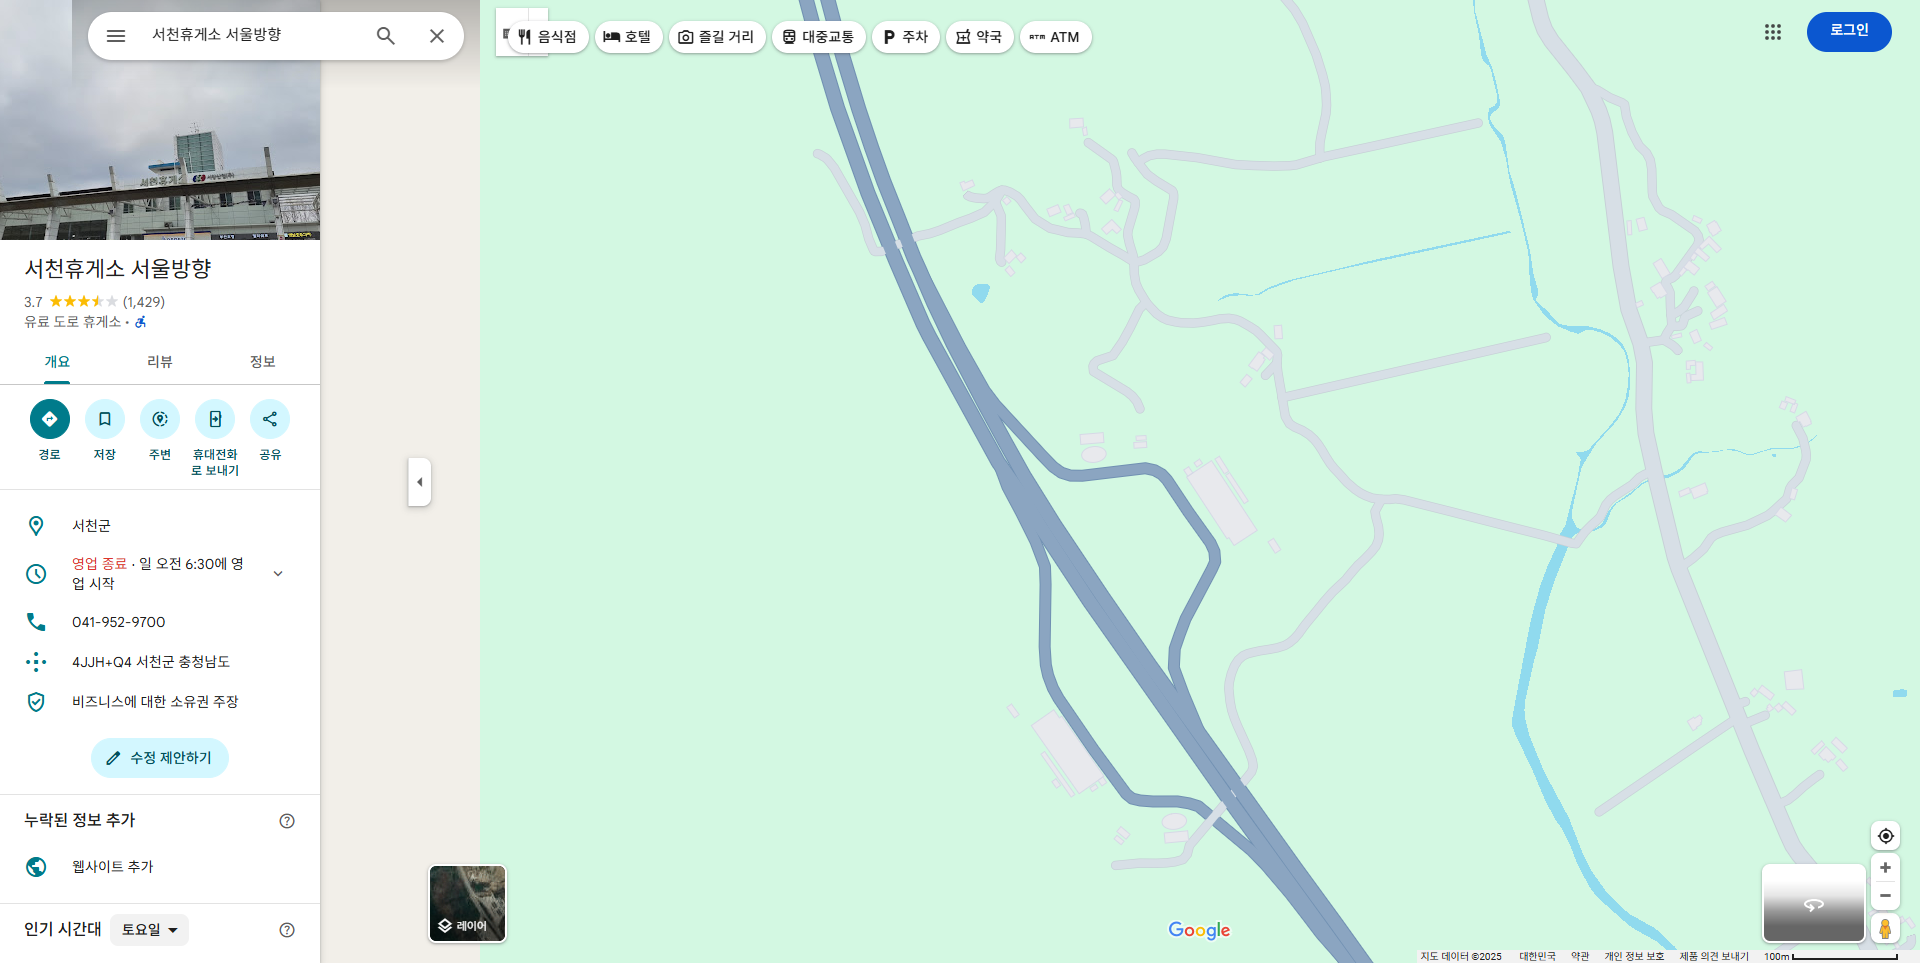 서천휴게소 서울방향
음식점
호텔
즐길 거리
대중교통
주차
약국
ATM ATM
로그인
서천휴게소
서천휴게소 서울방향
3.7 (1,429)
유료 도로 휴게소 ·
개요
리뷰
정보
경로
저장
주변
휴대전화
로 보내기
공유
서천군
영업 종료 · 일 오전 6:30에 영
업 시작
041-952-9700
4JJH+Q4 서천군 충청남도
비즈니스에 대한 소유권 주장
수정 제안하기
누락된 정보 추가
웹사이트 추가
인기 시간대
토요일
레이어
Google
지도 데이터 ©2025
대한민국
약관
개인 정보 보호
제품 의견 보내기
100m